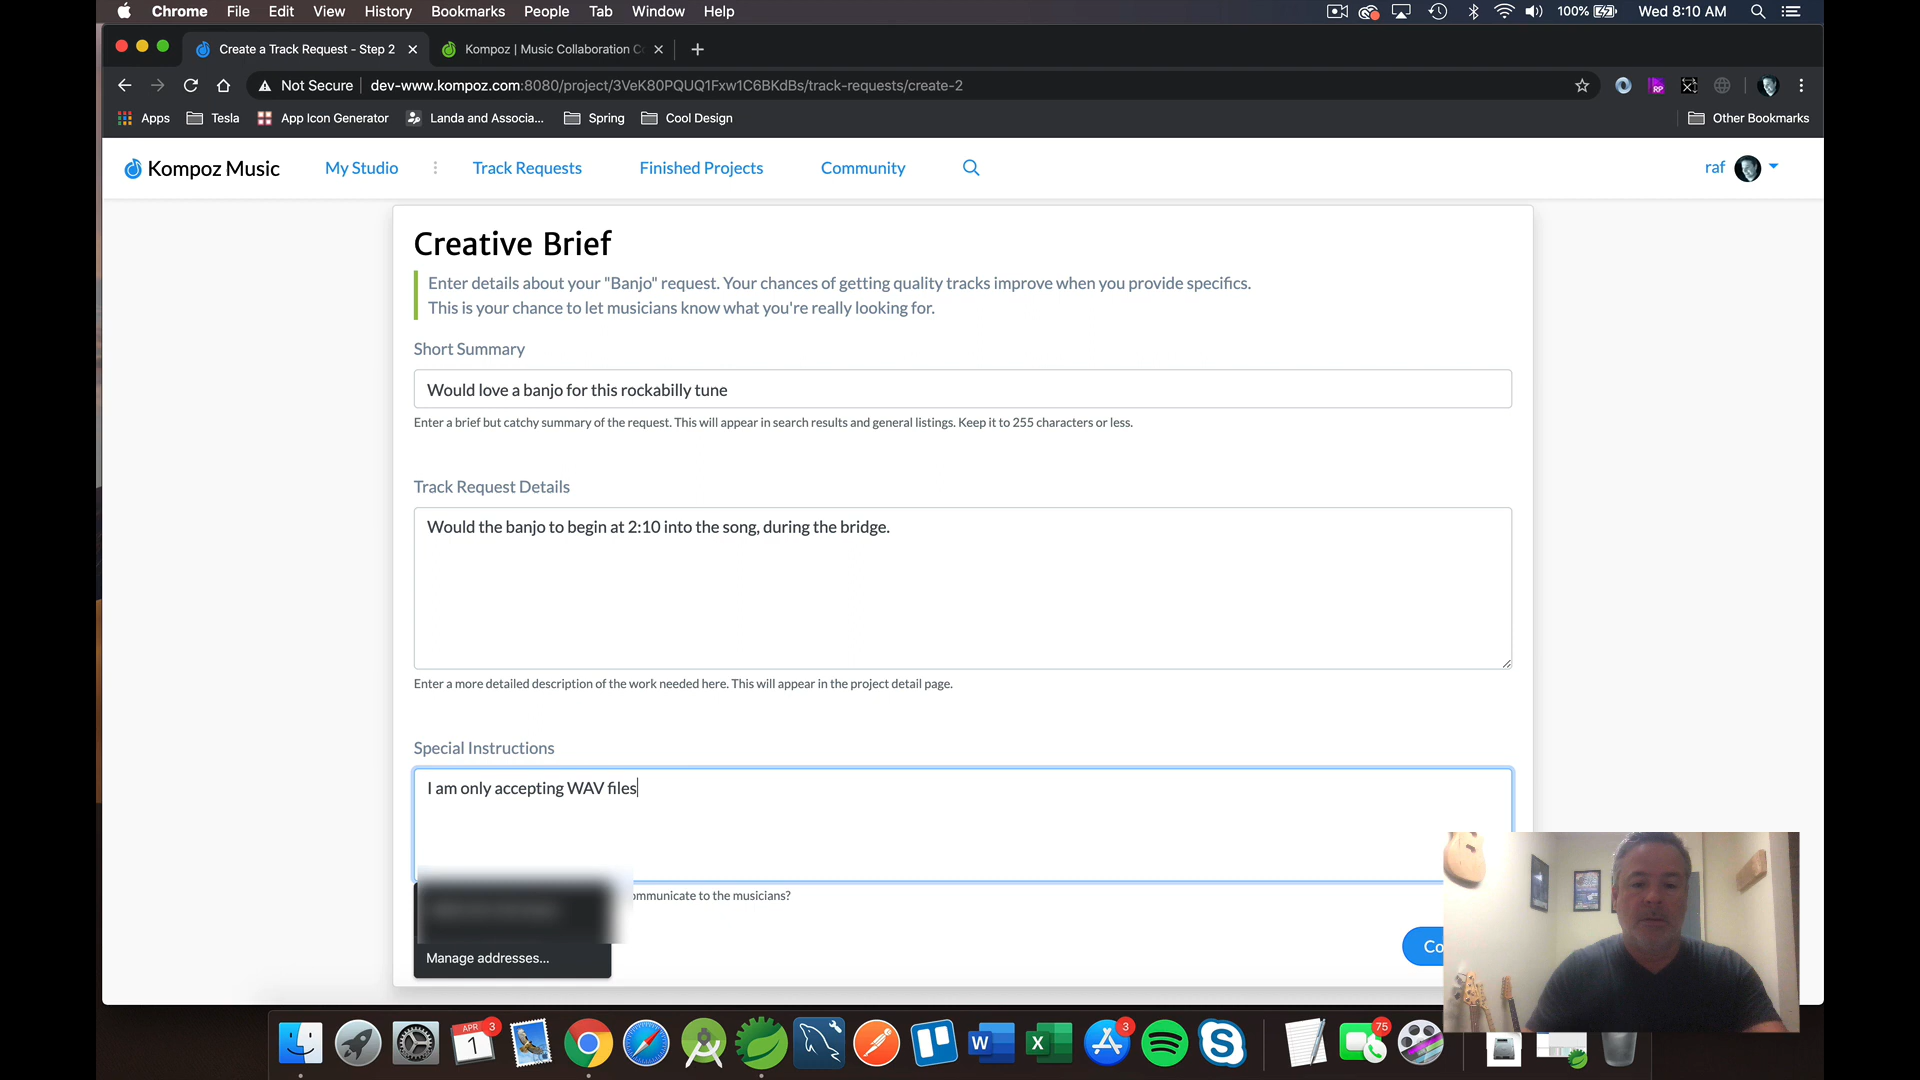 Chrome File Edit View History Bookmarks People Tab Window Help 100% Wed 8:10 AM
Create a Track Request - Step 2 Kompoz | Music Collaboration C
Not Secure dev-www.kompoz.com:8080/project/3VeK80PQUQ1Fxw1C6BKdBs/track-requests/create-2
Apps Tesla App Icon Generator Landa and Associa... Spring Cool Design Other Bookmarks
Kompoz Music My Studio Track Requests Finished Projects Community raf
Creative Brief
Enter details about your "Banjo" request. Your chances of getting quality tracks improve when you provide specifics.
This is your chance to let musicians know what you're really looking for.
Short Summary
Would love a banjo for this rockabilly tune
Enter a brief but catchy summary of the request. This will appear in search results and general listings. Keep it to 255 characters or less.
Track Request Details
Would the banjo to begin at 2:10 into the song, during the bridge.
Enter a more detailed description of the work needed here. This will appear in the project detail page.
Special Instructions
I am only accepting WAV files
ommunicate to the musicians?
Co
Manage addresses...
APR 1 3 W X 3 S 75
RP